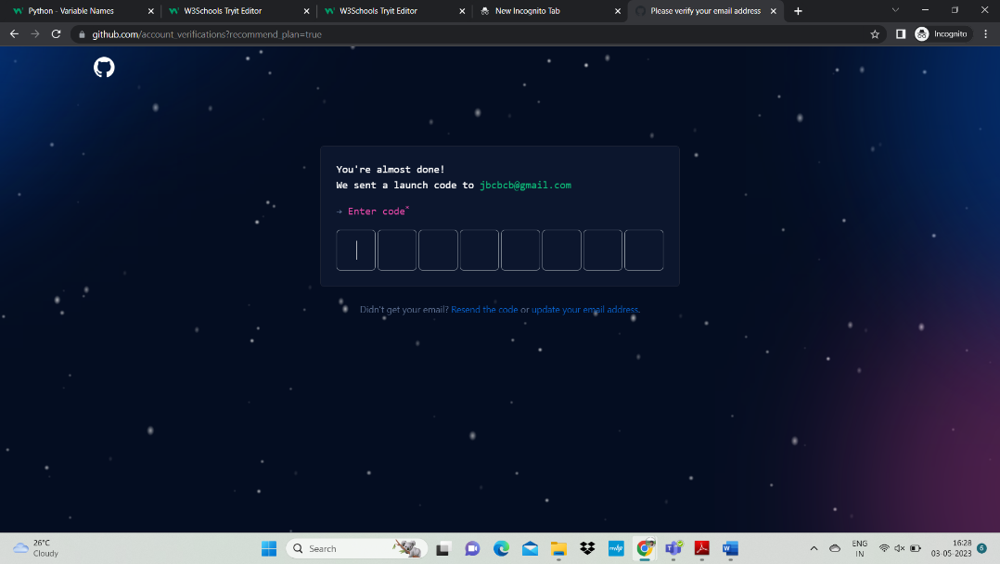 Python - Variable Names
W3Schools Tryit Editor
W3Schools Tryit Editor
New Incognito Tab
Please verify your email address
github.com/account_verifications?recommend_plan=true
Incognito
You're almost done!
We sent a launch code to jbcbcb@gmail.com
→ Enter code*
Didn't get your email? Resend the code or update your email address.
26°C
Cloudy
Search
ENG
IN
16:28
03-05-2023
6